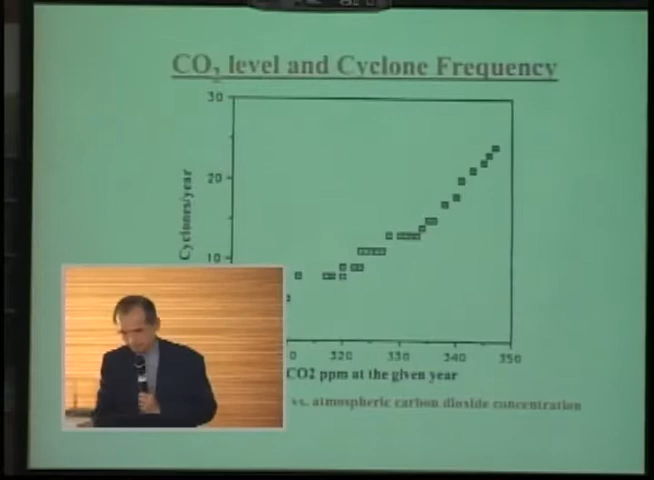 CO2 level and Cyclone Frequency
30
20
10
Cyclones/year
0 320 330 340 350
CO2 ppm at the given year
vs. atmospheric carbon dioxide concentration